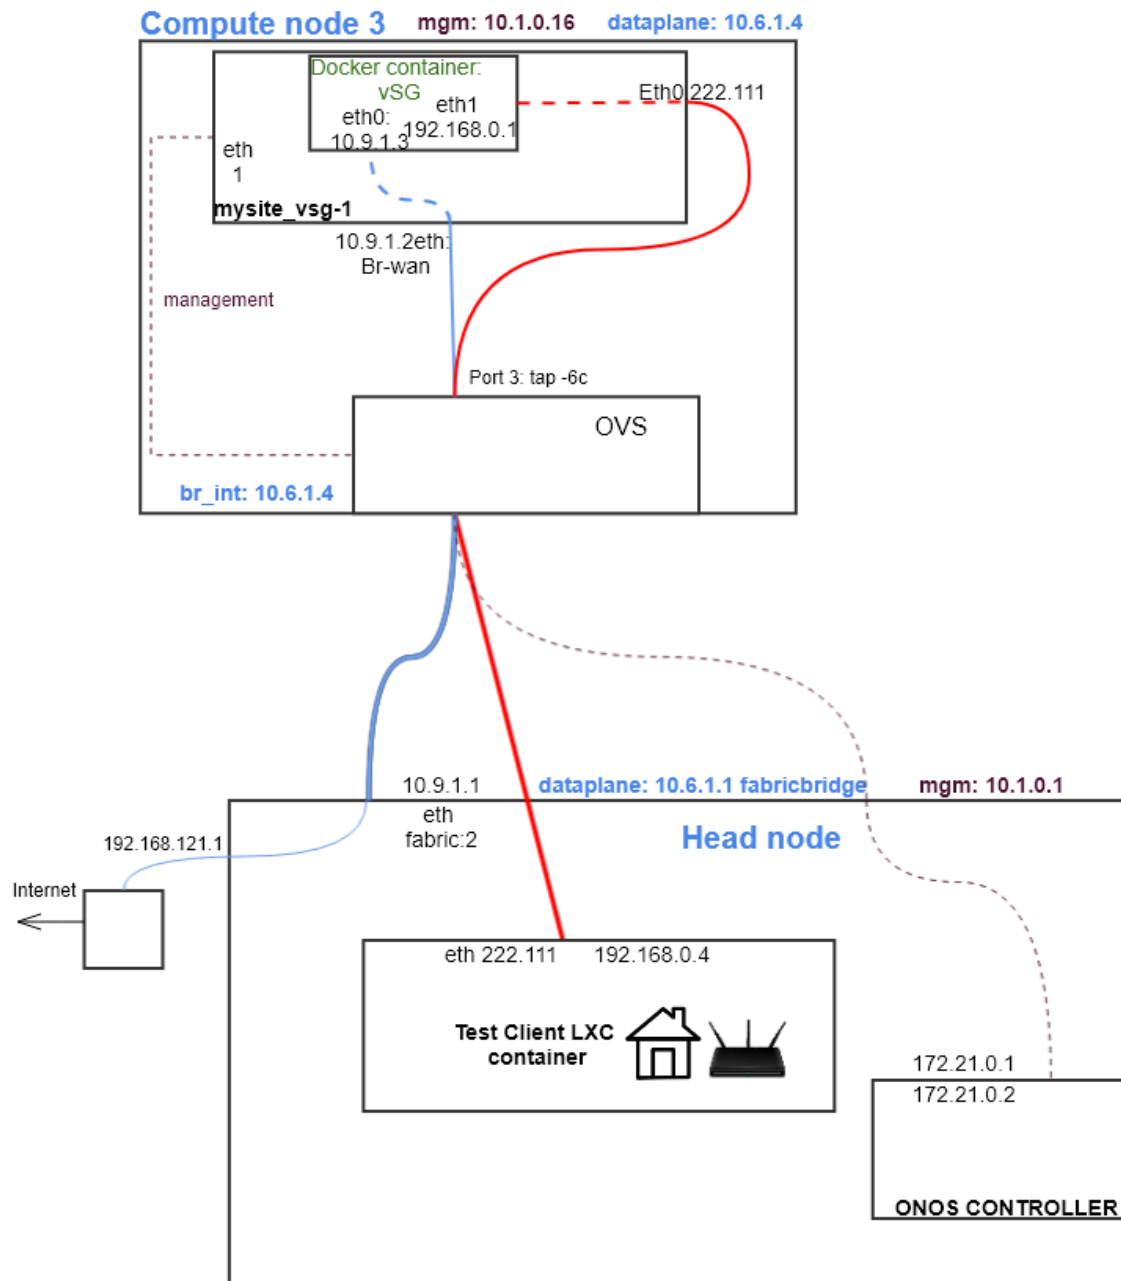 Compute node 3 mgm: 10.1.0.16 dataplane: 10.6.1.4
Docker container:
vSG
eth0:
10.9.1.3
eth1
192.168.0.1
Eth0.222.111
eth
1
mysite_vsg-1
10.9.1.2eth:
Br-wan
management
Port 3: tap -6c
OVS
br_int: 10.6.1.4
10.9.1.1 dataplane: 10.6.1.1 fabricbridge mgm: 10.1.0.1
eth
fabric:2
Head node
192.168.121.1
Internet
eth 222.111 192.168.0.4
Test Client LXC
container
172.21.0.1
172.21.0.2
ONOS CONTROLLER